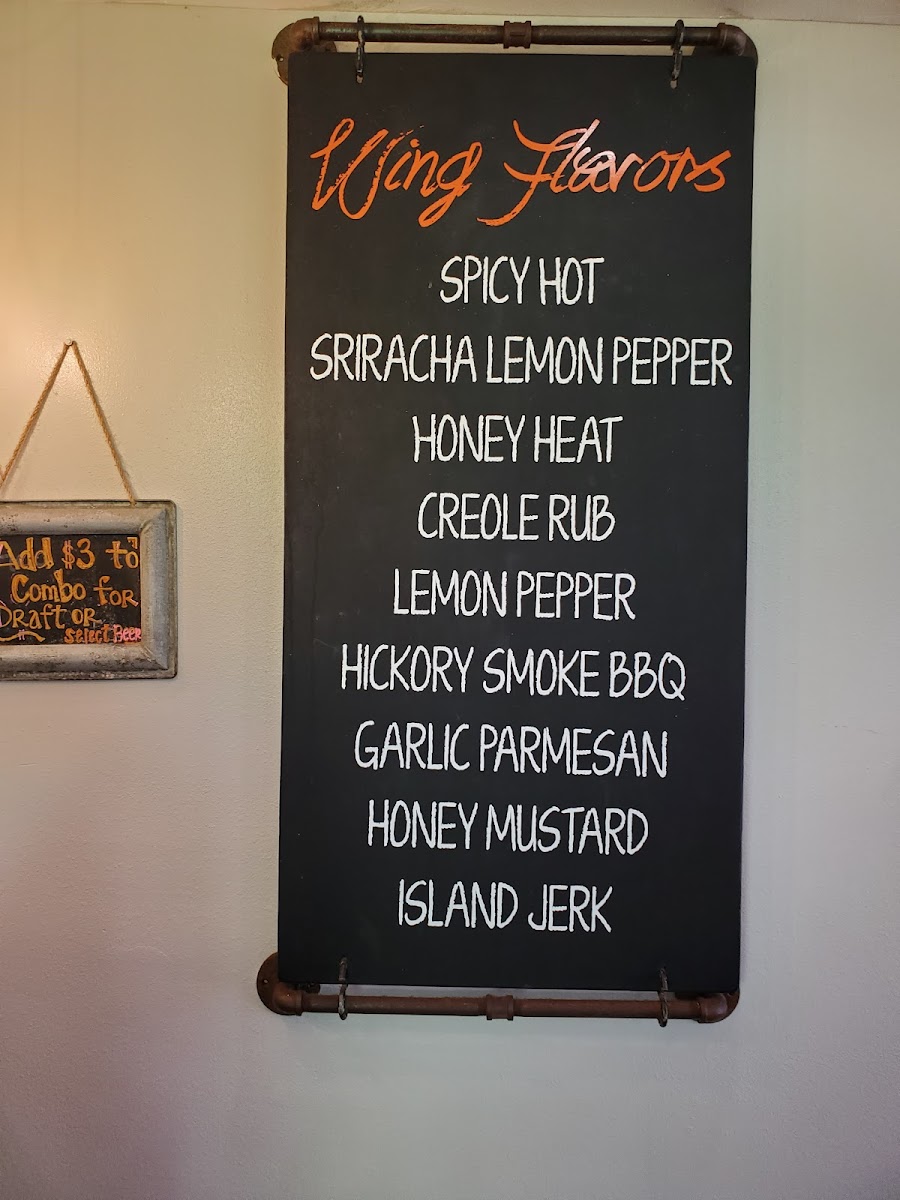 Wing Flavors
SPICY HOT
SRIRACHA LEMON PEPPER
HONEY HEAT
CREOLE RUB
LEMON PEPPER
HICKORY SMOKE BBQ
GARLIC PARMESAN
HONEY MUSTARD
ISLAND JERK
Add $3 to
Combo for
Draft or
select Beer